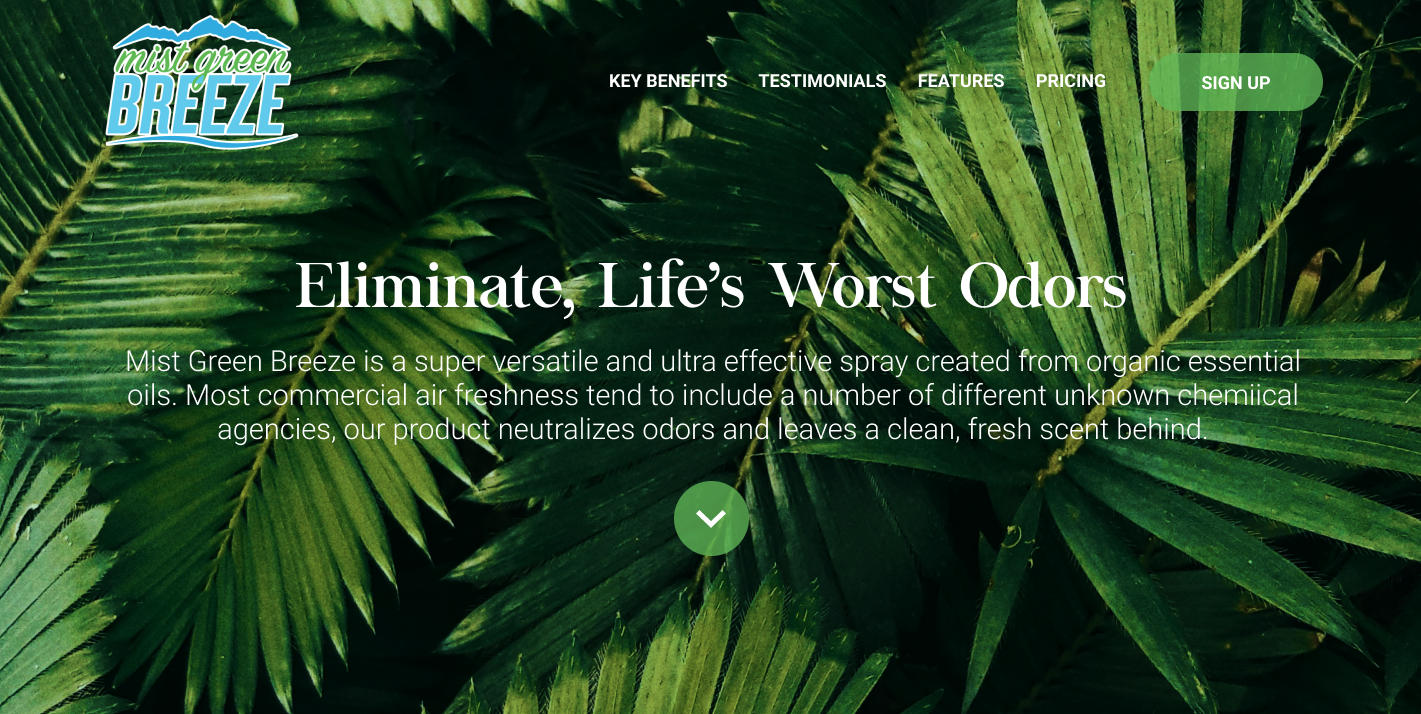 mist green
BREEZE
KEY BENEFITS TESTIMONIALS FEATURES PRICING SIGN UP
Eliminate, Life’s Worst Odors
Mist Green Breeze is a super versatile and ultra effective spray created from organic essential
oils. Most commercial air freshness tend to include a number of different unknown chemiical
agencies, our product neutralizes odors and leaves a clean, fresh scent behind.